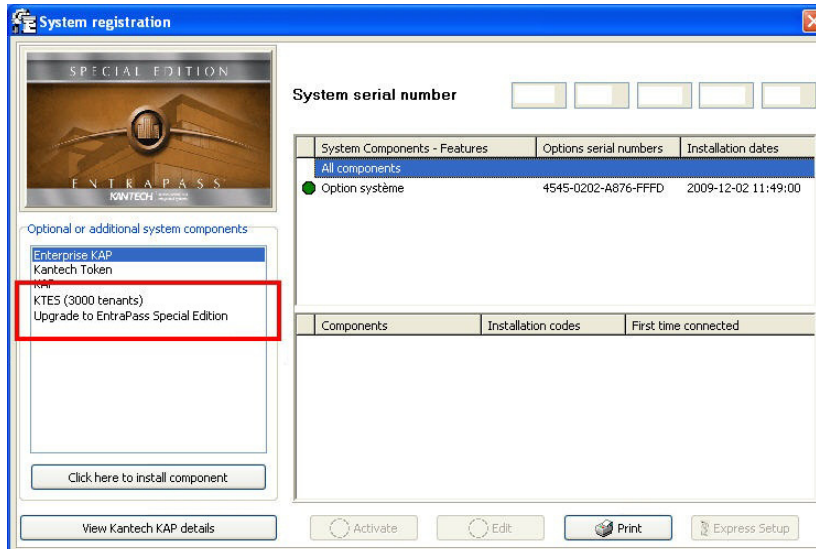 System registration
SPECIAL EDITION
ENTRAPASS
KANTECH
System serial number
System Components - Features Options serial numbers Installation dates
All components
Option système 4545-0202-A876-FFFD 2009-12-02 11:49:00
Optional or additional system components
Enterprise KAP
Kantech Token
KAP
KTES (3000 tenants)
Upgrade to EntraPass Special Edition
Components Installation codes First time connected
Click here to install component
View Kantech KAP details Activate Edit Print Express Setup